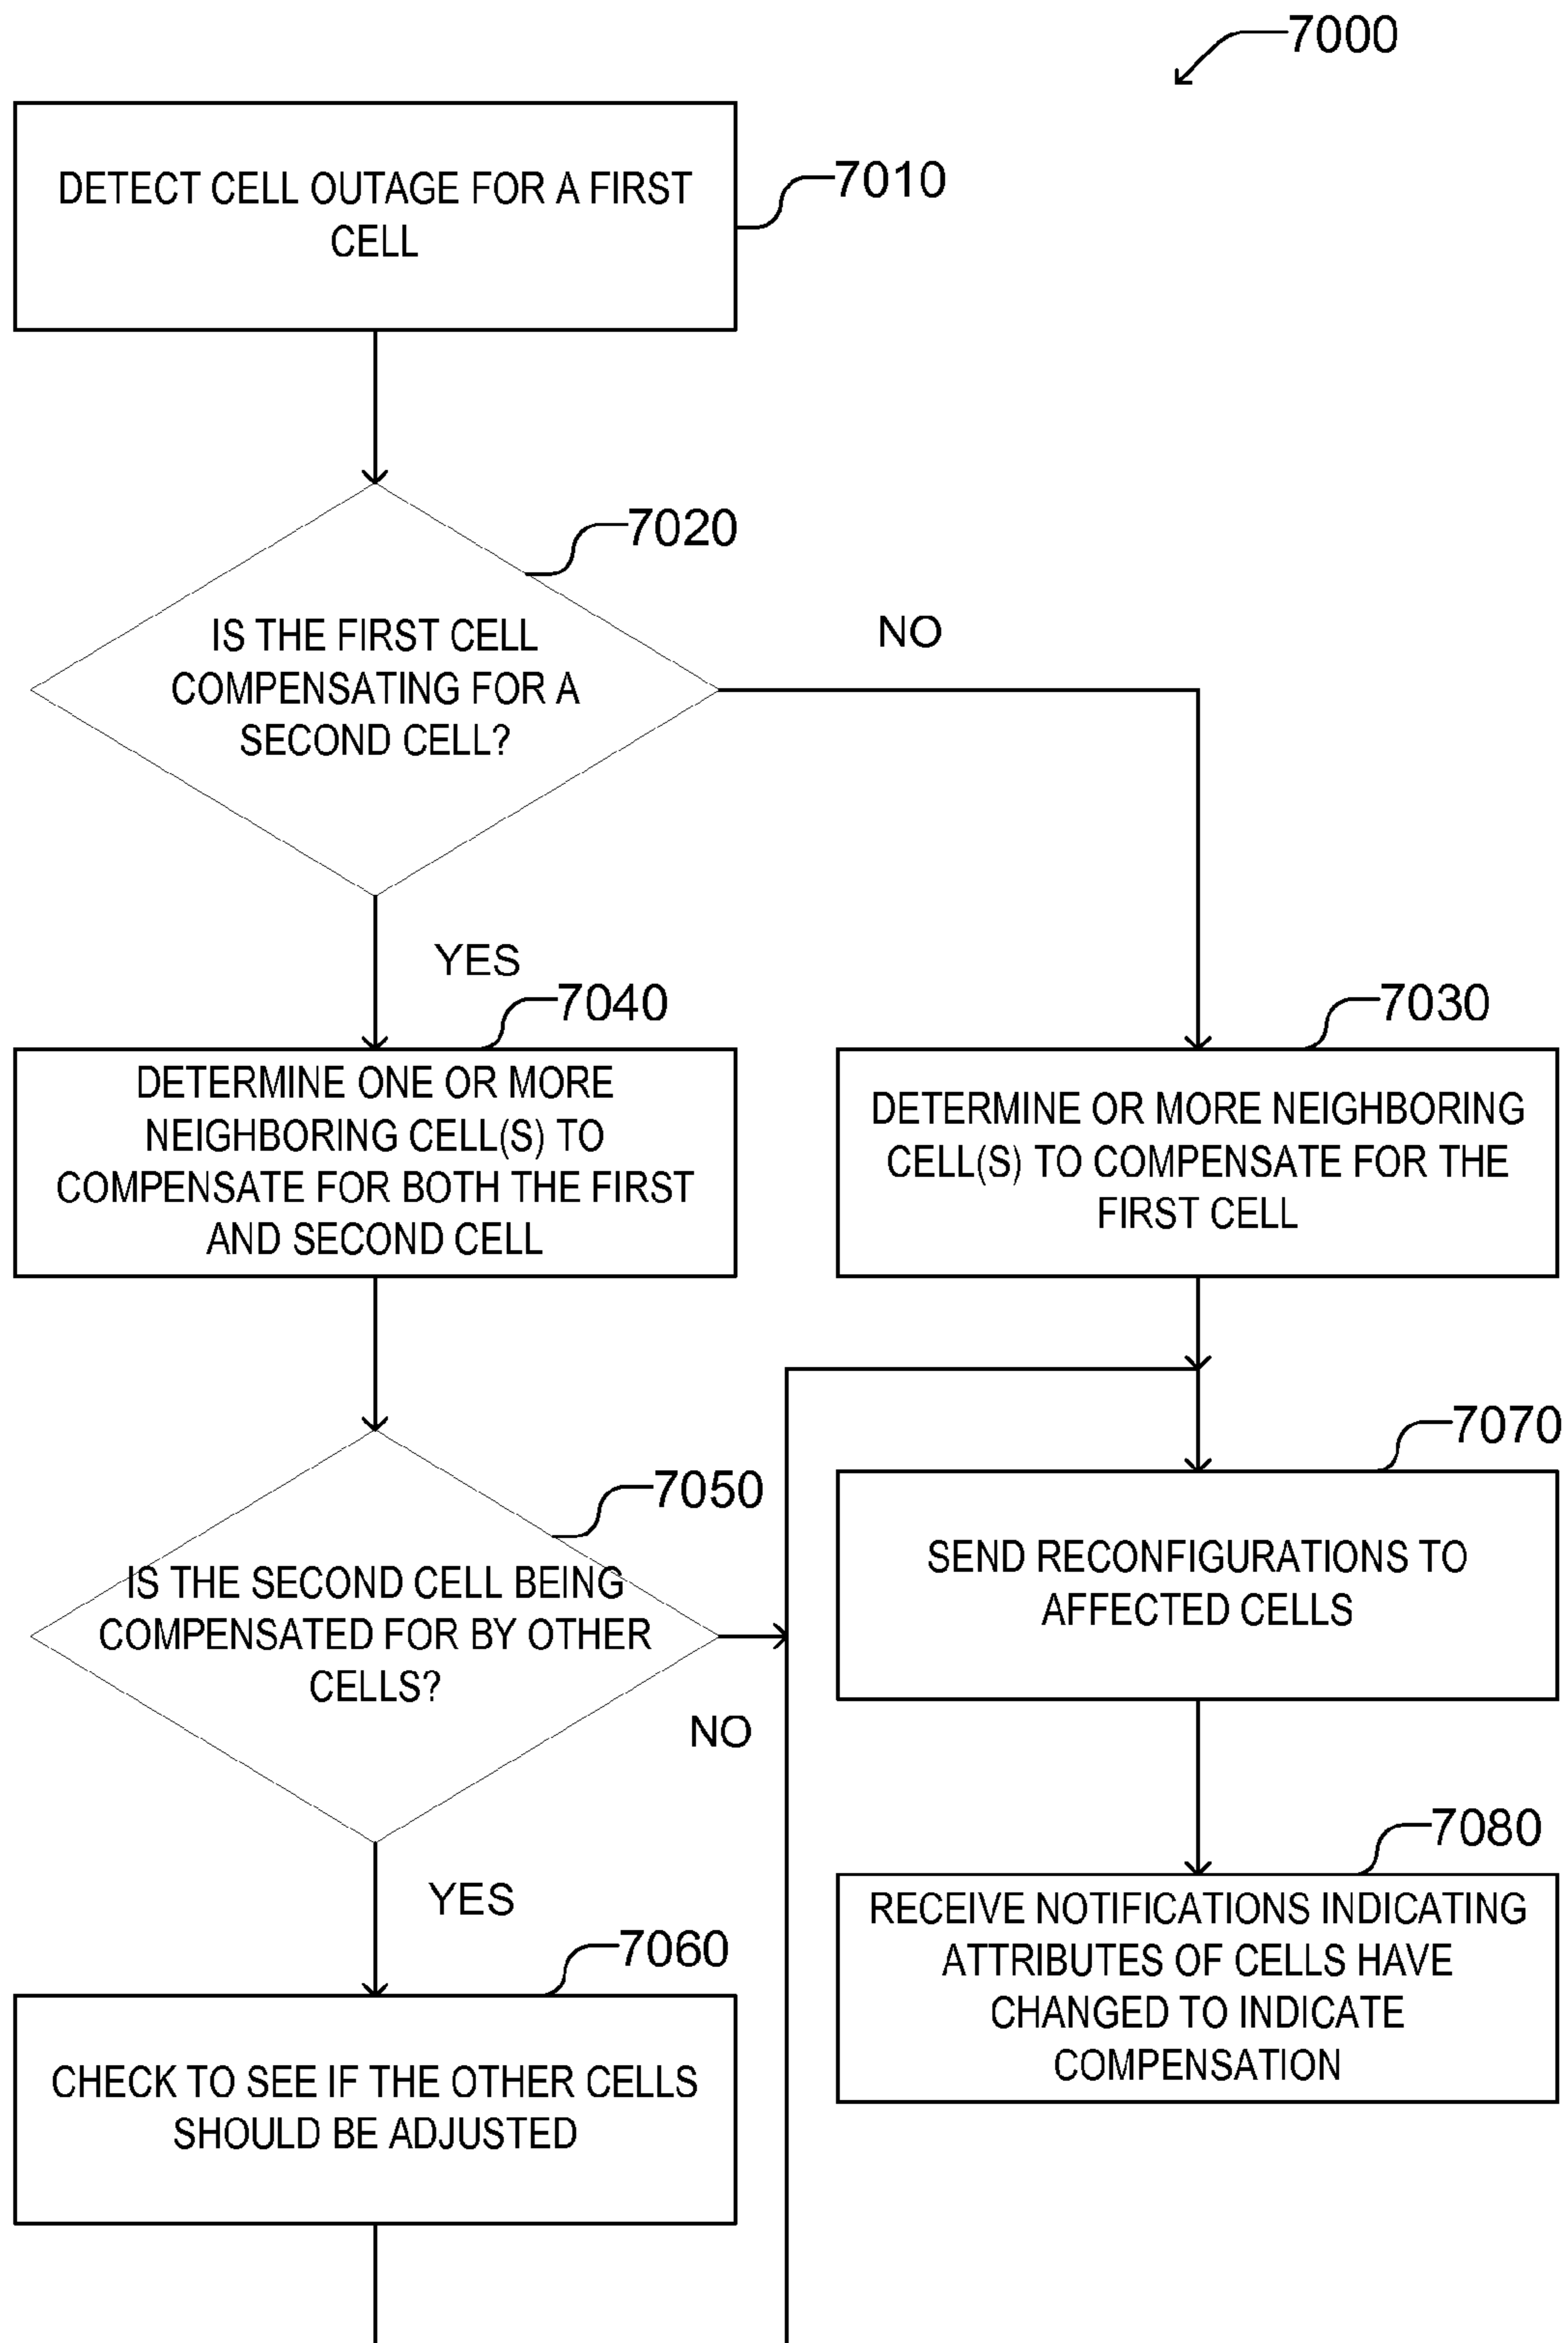 7000
DETECT CELL OUTAGE FOR A FIRST
CELL
7010
7020
IS THE FIRST CELL
COMPENSATING FOR A
SECOND CELL?
NO
YES
7040
DETERMINE ONE OR MORE
NEIGHBORING CELL(S) TO
COMPENSATE FOR BOTH THE FIRST
AND SECOND CELL
7030
DETERMINE OR MORE NEIGHBORING
CELL(S) TO COMPENSATE FOR THE
FIRST CELL
7050
IS THE SECOND CELL BEING
COMPENSATED FOR BY OTHER
CELLS?
NO
YES
7070
SEND RECONFIGURATIONS TO
AFFECTED CELLS
7060
CHECK TO SEE IF THE OTHER CELLS
SHOULD BE ADJUSTED
7080
RECEIVE NOTIFICATIONS INDICATING
ATTRIBUTES OF CELLS HAVE
CHANGED TO INDICATE
COMPENSATION